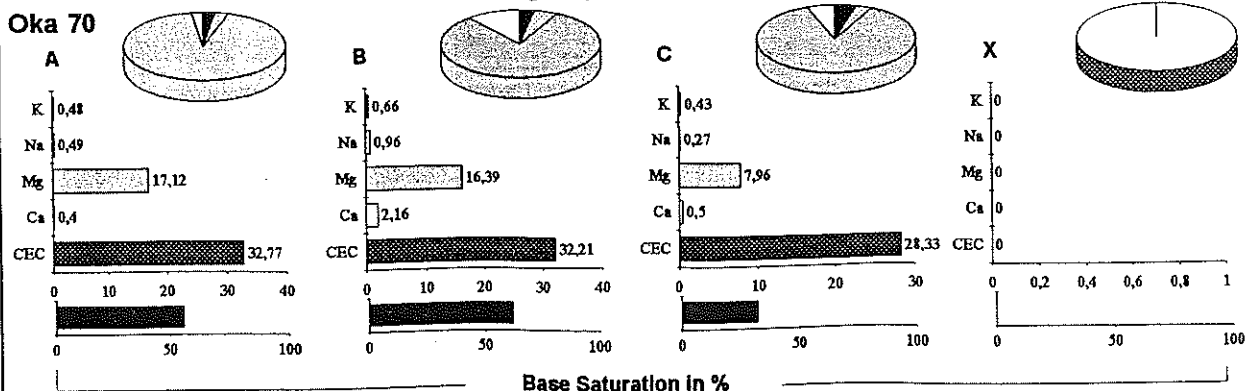 Oka 70
A
B
C
X
K 0,48
Na 0,49
Mg 17,12
Ca 0,4
CEC 32,77
0 10 20 30 40
0 50 100
K 0,66
Na 0,96
Mg 16,39
Ca 2,16
CEC 32,21
0 10 20 30 40
0 50 100
K 0,43
Na 0,27
Mg 7,96
Ca 0,5
CEC 28,33
0 10 20 30
0 50 100
K 0
Na 0
Mg 0
Ca 0
CEC 0
0 0,2 0,4 0,6 0,8 1
0 50 100
Base Saturation in %